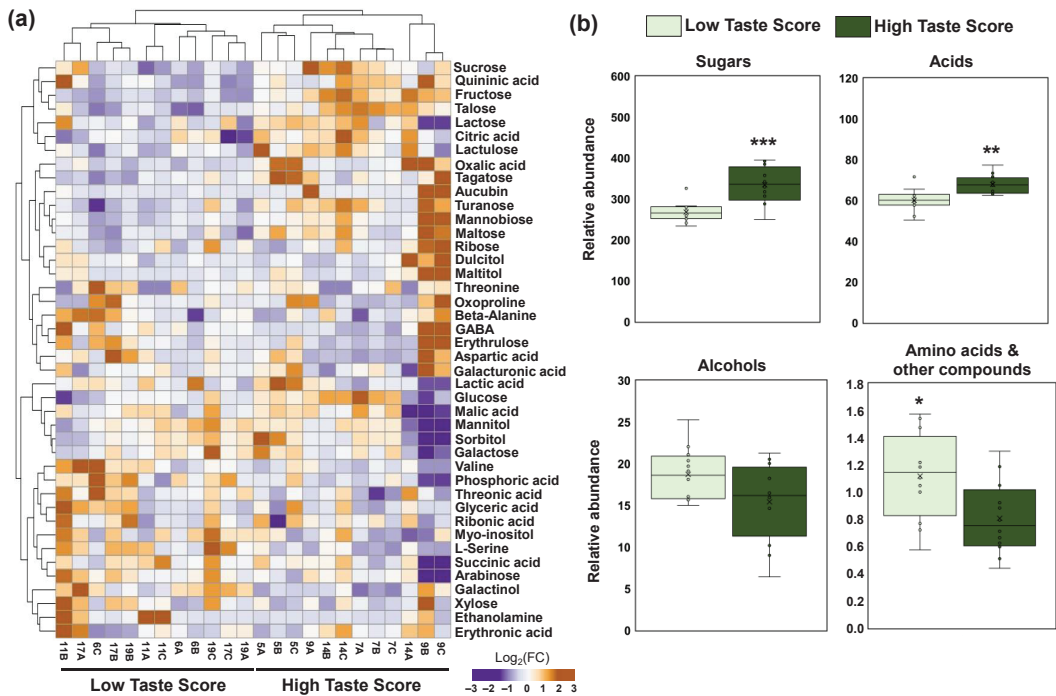 (a)
Sucrose
Quininic acid
Fructose
Talose
Lactose
Citric acid
Lactulose
Oxalic acid
Tagatose
Aucubin
Turanose
Mannobiose
Maltose
Ribose
Dulcitol
Maltitol
Threonine
Oxoproline
Beta-Alanine
GABA
Erythrulose
Aspartic acid
Galacturonic acid
Lactic acid
Glucose
Malic acid
Mannitol
Sorbitol
Galactose
Valine
Phosphoric acid
Threonic acid
Glyceric acid
Ribonic acid
Myo-inositol
L-Serine
Succinic acid
Arabinose
Galactinol
Xylose
Ethanolamine
Erythronic acid
11B 17A 6C 17B 19B 11A 11C 6A 6B 19C 17C 19A 5A 5B 5C 9A 14B 14C 7A 7B 7C 14A 9B 9C
Low Taste Score High Taste Score
Log2(FC)
−3 −2 −1 0 1 2 3
(b)
Low Taste Score High Taste Score
Sugars
Relative abundance
600
500
400
300
200
100
0
***
Acids
120
100
80
60
40
20
0
**
Alcohols
Relative abundance
30
25
20
15
10
5
0
Amino acids &
other compounds
1.8
1.6
1.4
1.2
1.0
0.8
0.6
0.4
0.2
0.0
*